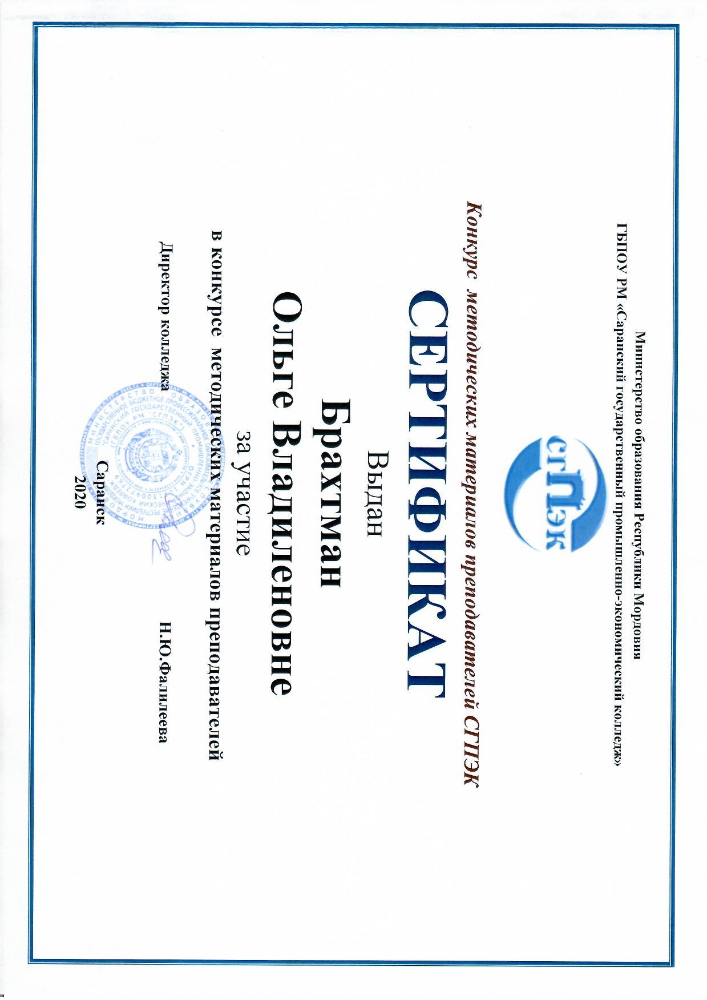 Министерство образования Республики Мордовия
ГБПОУ РМ «Саранский государственный промышленно-экономический колледж»
сгПэк
Конкурс методических материалов преподавателей СГПЭК
СЕРТИФИКАТ
Выдан
Брахтман
Ольге Владиленовне
за участие
в конкурсе методических материалов преподавателей
Директор колледжа
Н.Ю.Фалилеева
Саранск
2020